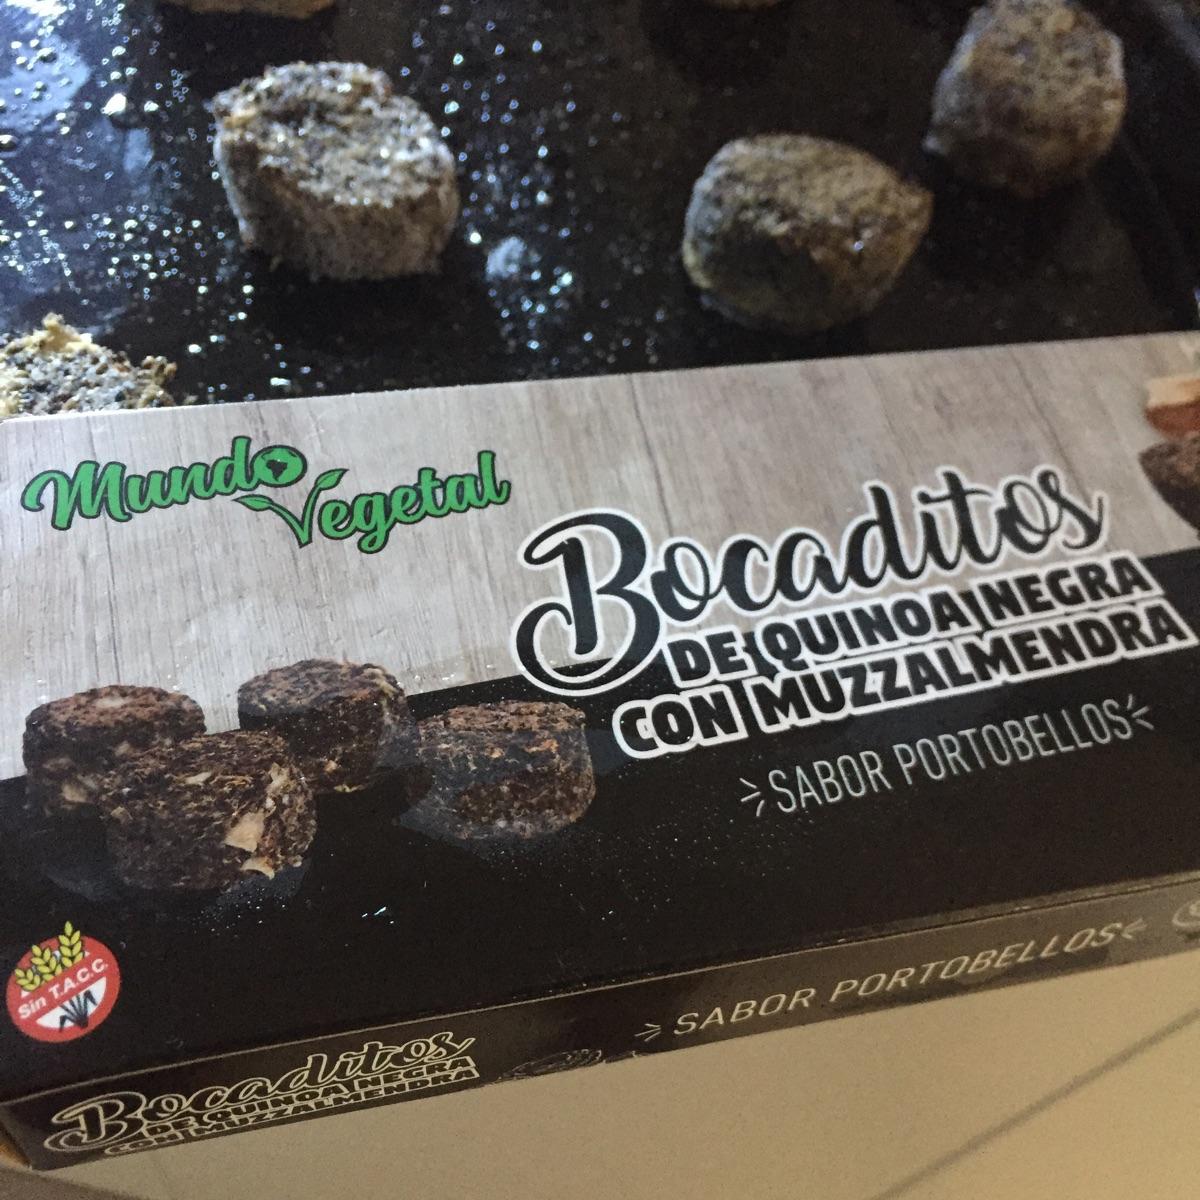 Mundo
Vegetal
Bocaditos
DE QUINOA NEGRA
CON MUZZALMENDRA
SABOR PORTOBELLOS
Sin T.A.C.C.
SABOR PORTOBELLOS
Bocaditos
DE QUINOA NEGRA
CON MUZZALMENDRA